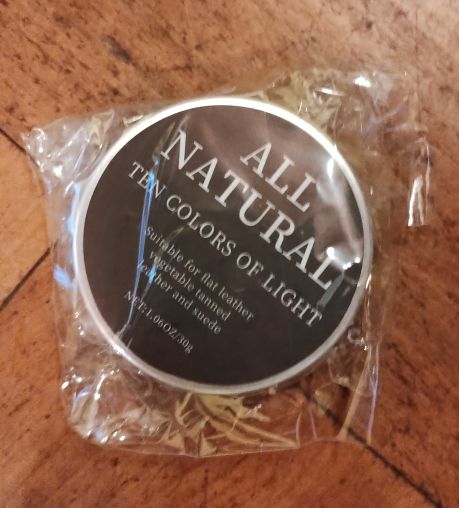 ALL
NATURAL
TEN COLORS OF LIGHT
Suitable for flat leather
vegetable tanned
leather and suede
NET:1.06OZ/30g